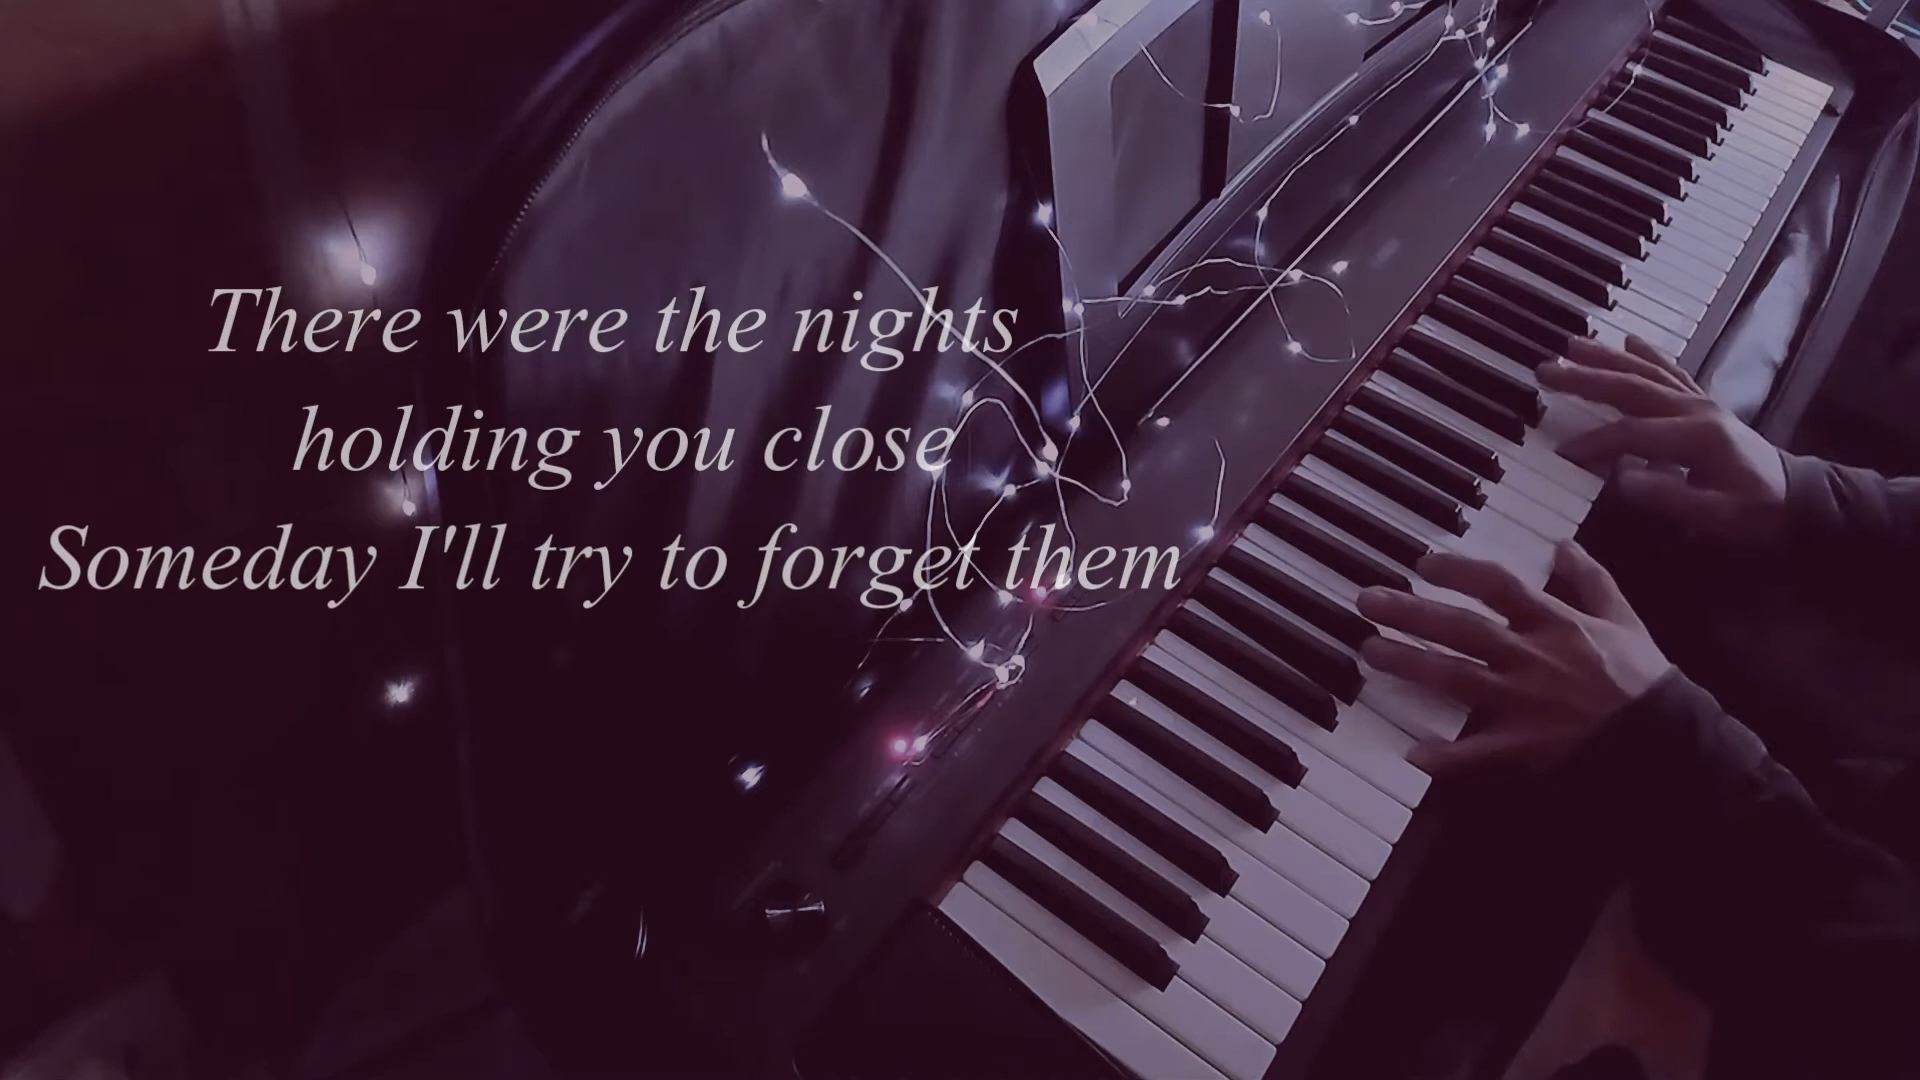 There were the nights
holding you close
Someday I'll try to forget them